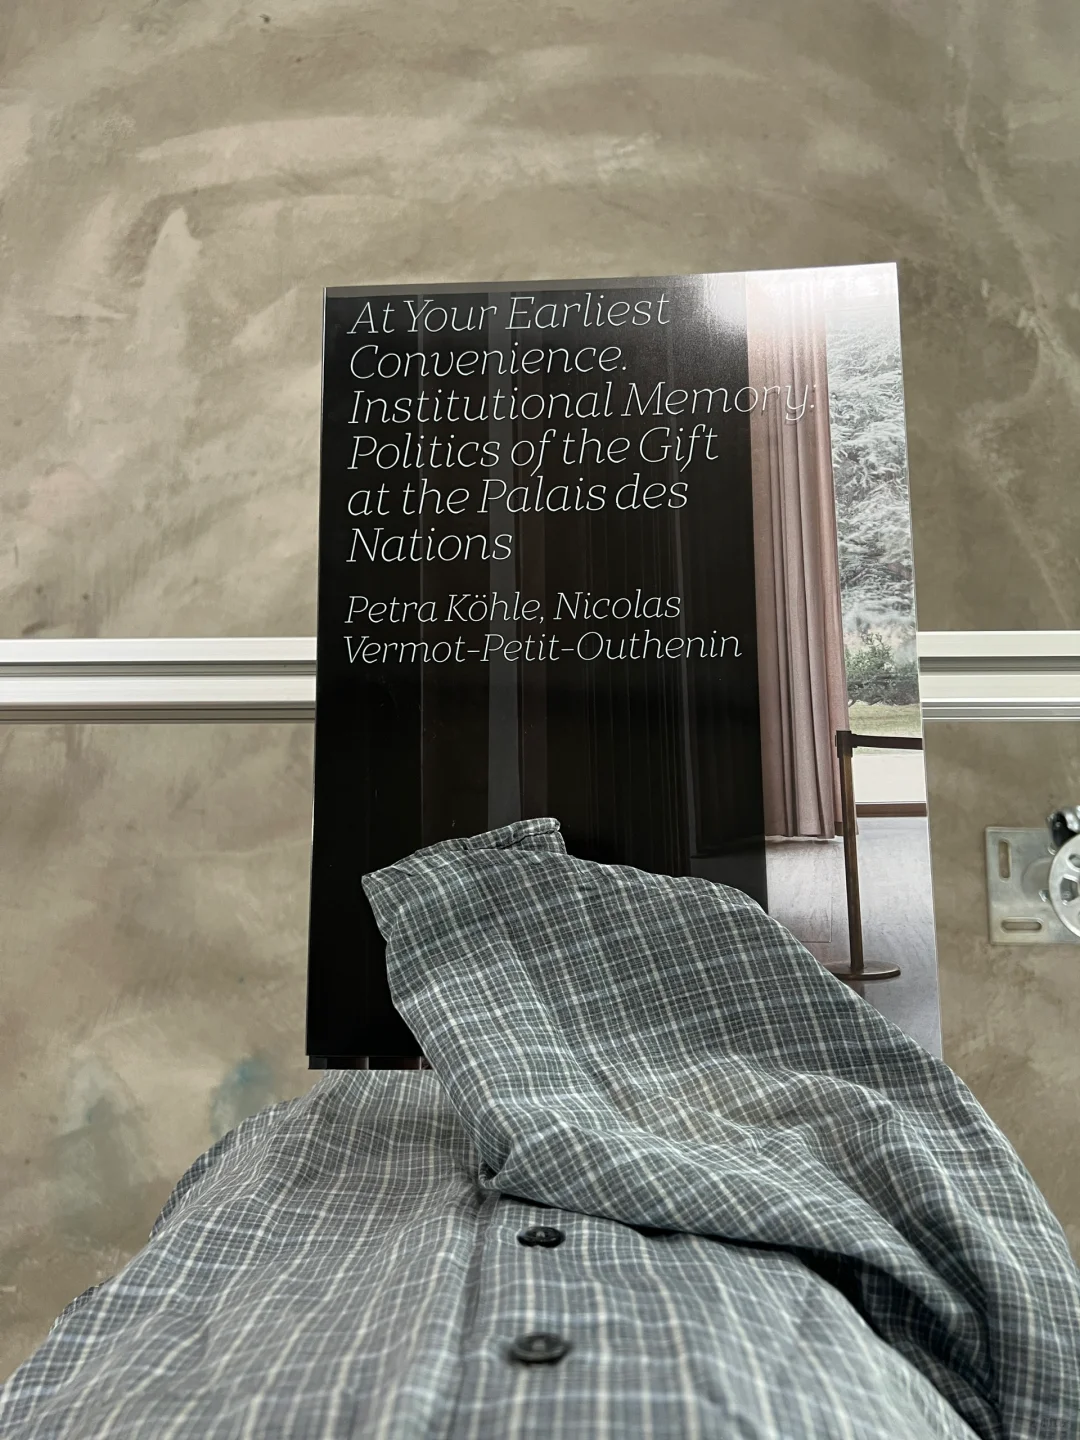 At Your Earliest
Convenience.
Institutional Memory:
Politics of the Gift
at the Palais des
Nations
Petra Köhle, Nicolas
Vermot-Petit-Outhenin